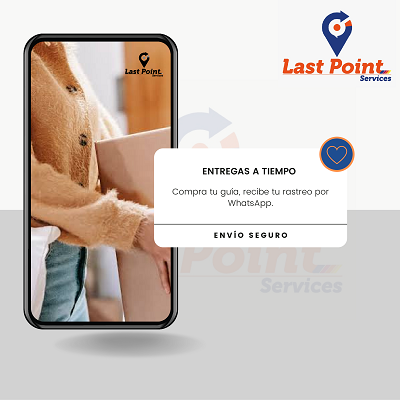 Last Point
Services
Last Point
Services
ENTREGAS A TIEMPO
Compra tu guía, recibe tu rastreo por
WhatsApp.
ENVÍO SEGURO
Point
Services